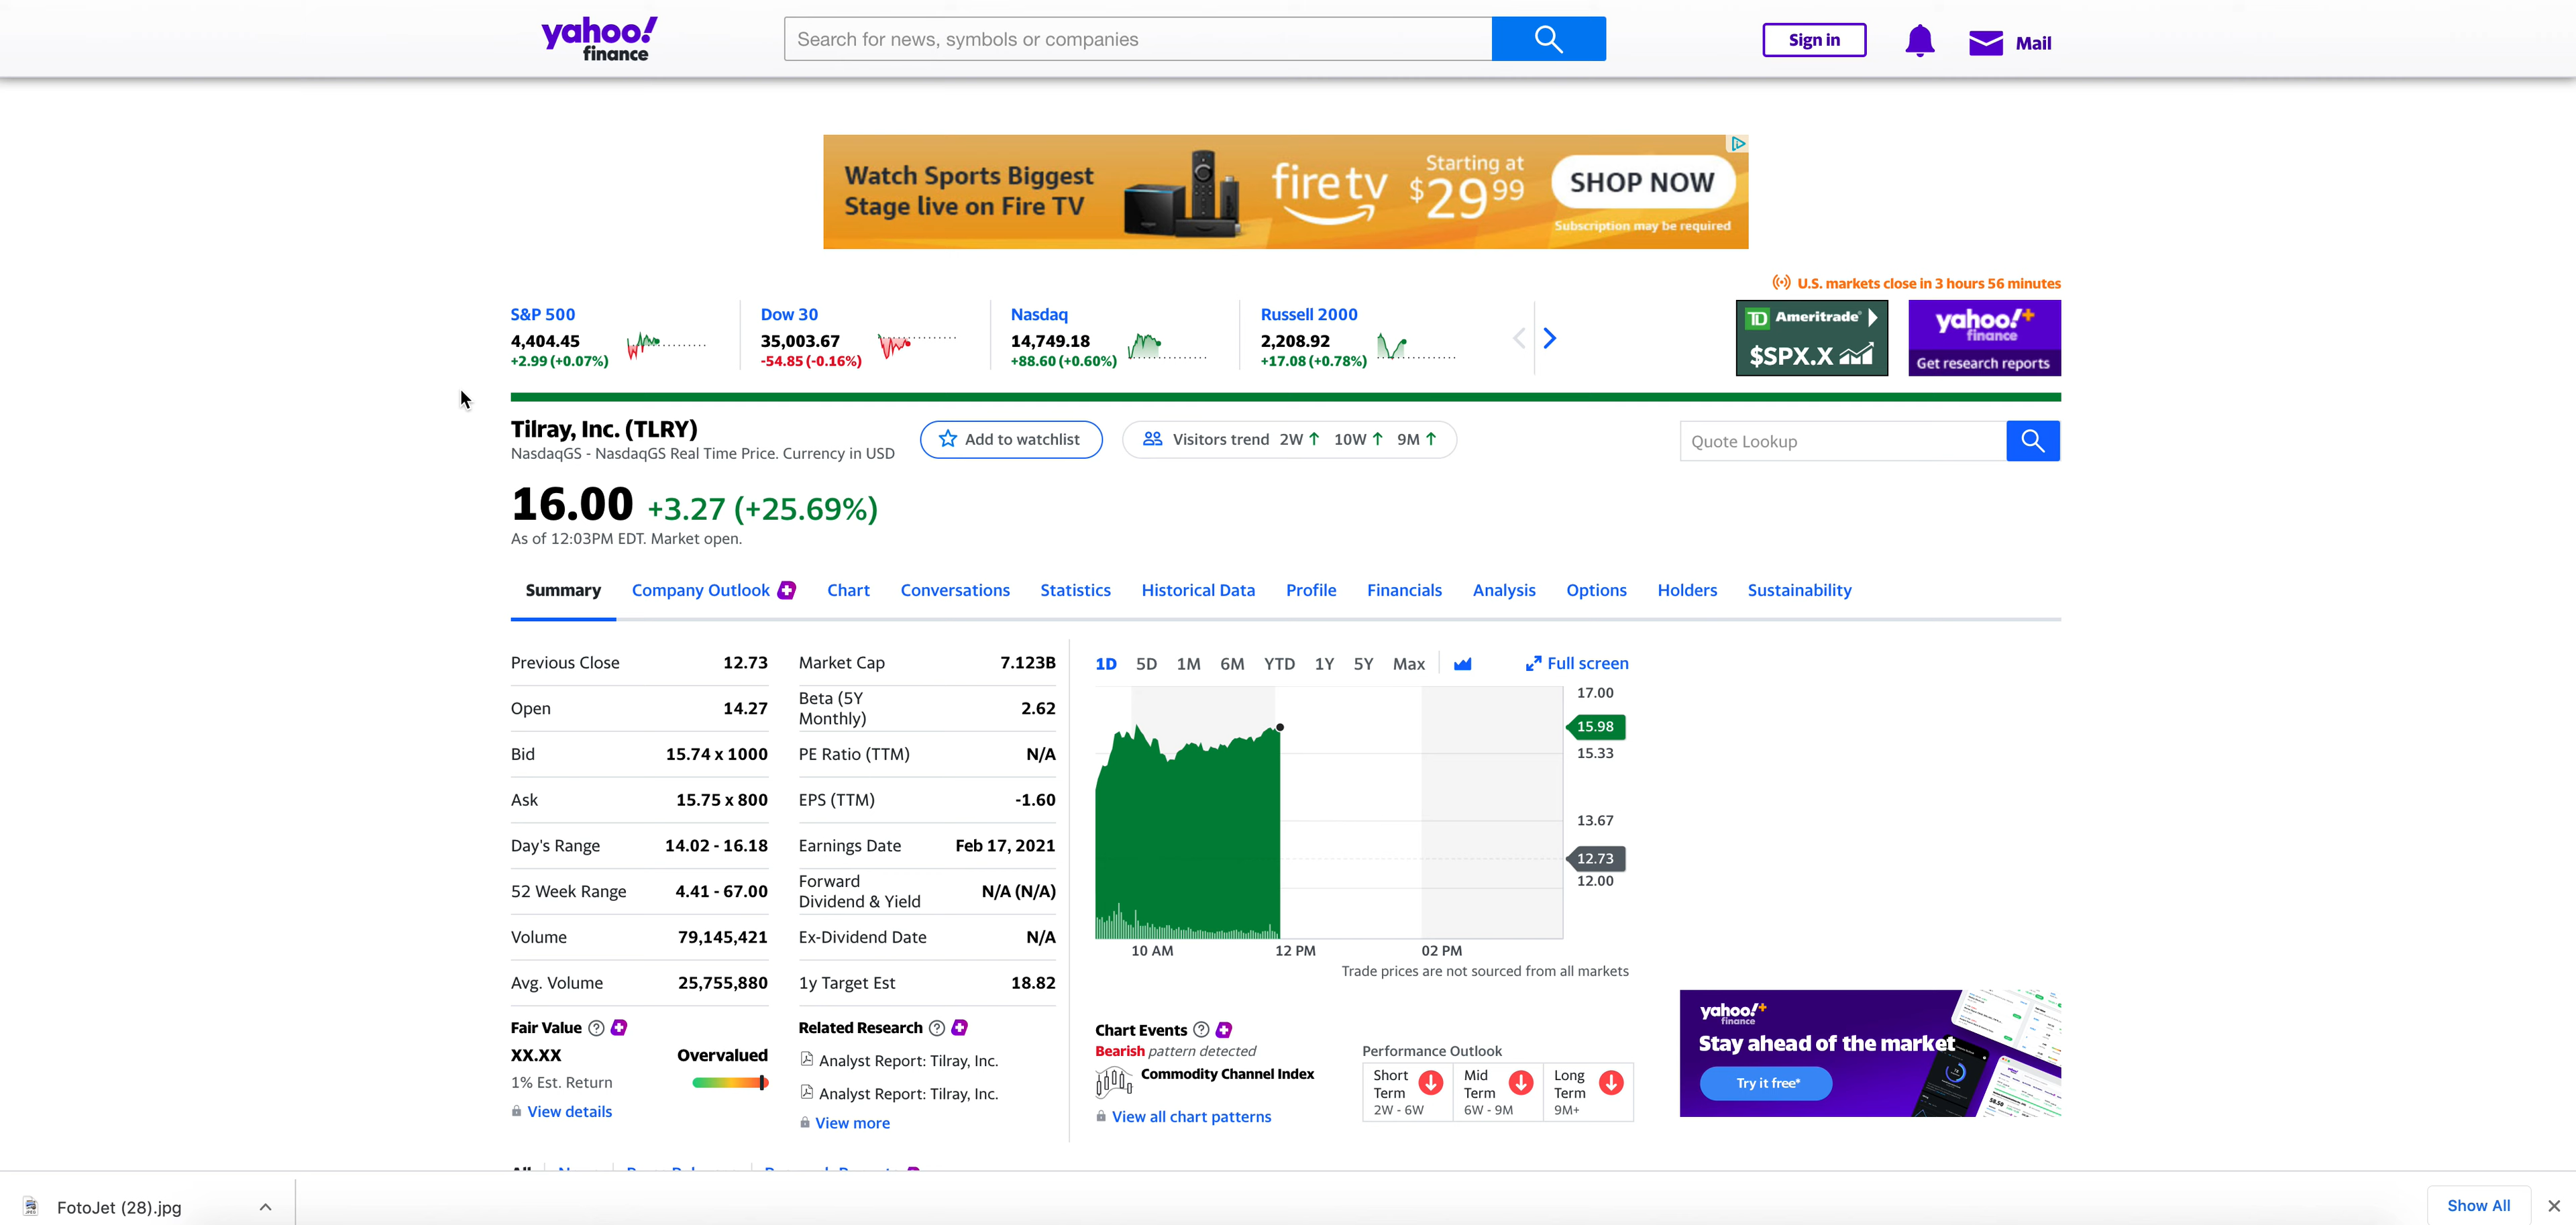 yahoo!
finance
Search for news, symbols or companies
Sign in
Mail
Watch Sports Biggest
Stage live on Fire TV
fire tv
Starting at
$29 99
SHOP NOW
Subscription may be required
U.S. markets close in 3 hours 56 minutes
S&P 500
4,404.45
+2.99 (+0.07%)
Dow 30
35,003.67
-54.85 (-0.16%)
Nasdaq
14,749.18
+88.60 (+0.60%)
Russell 2000
2,208.92
+17.08 (+0.78%)
TD Ameritrade
$SPX.X
yahoo!+
finance
Get research reports
Tilray, Inc. (TLRY)
NasdaqGS - NasdaqGS Real Time Price. Currency in USD
Add to watchlist
Visitors trend 2W ↑ 10W ↑ 9M ↑
Quote Lookup
16.00 +3.27 (+25.69%)
As of 12:03PM EDT. Market open.
Summary Company Outlook Chart Conversations Statistics Historical Data Profile Financials Analysis Options Holders Sustainability
Previous Close 12.73
Open 14.27
Bid 15.74 x 1000
Ask 15.75 x 800
Day's Range 14.02 - 16.18
52 Week Range 4.41 - 67.00
Volume 79,145,421
Avg. Volume 25,755,880
Market Cap 7.123B
Beta (5Y
Monthly) 2.62
PE Ratio (TTM) N/A
EPS (TTM) -1.60
Earnings Date Feb 17, 2021
Forward
Dividend & Yield N/A (N/A)
Ex-Dividend Date N/A
1y Target Est 18.82
1D 5D 1M 6M YTD 1Y 5Y Max
Full screen
17.00
15.98
15.33
13.67
12.73
12.00
10 AM 12 PM 02 PM
Trade prices are not sourced from all markets
Fair Value
XX.XX Overvalued
1% Est. Return
View details
Related Research
Analyst Report: Tilray, Inc.
Analyst Report: Tilray, Inc.
View more
Chart Events
Bearish pattern detected
Commodity Channel Index
View all chart patterns
Performance Outlook
Short
Term
2W - 6W
Mid
Term
6W - 9M
Long
Term
9M+
yahoo!+
finance
Stay ahead of the market
Try it free*
FotoJet (28).jpg
Show All